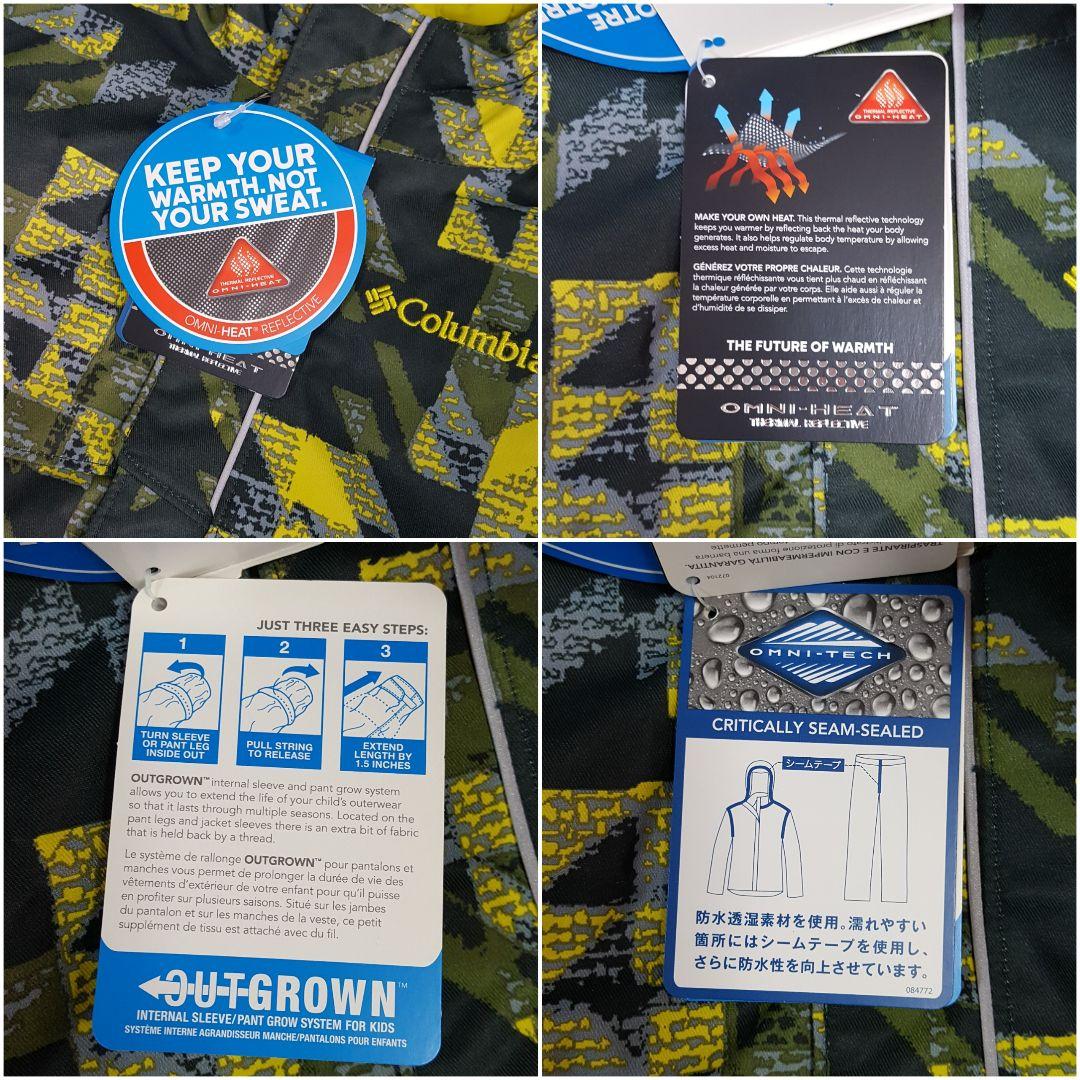 KEEP YOUR
WARMTH. NOT
YOUR SWEAT.
THERMAL REFLECTIVE
OMNI-HEAT
OMNI-HEAT® REFLECTIVE
OMNI-HEAT
THERMAL REFLECTIVE
Columbia
OTRE
THERMAL REFLECTIVE
OMNI-HEAT
MAKE YOUR OWN HEAT. This thermal reflective technology
keeps you warmer by reflecting back the heat your body
generates. It also helps regulate body temperature by allowing
excess heat and moisture to escape.
GÉNÉREZ VOTRE PROPRE CHALEUR. Cette technologie
thermique réfléchissante vous tient plus chaud en réfléchissant
la chaleur générée par votre corps. Elle aide aussi à réguler la
température corporelle en permettant à l'excès de chaleur et
d'humidité de se dissiper.
THE FUTURE OF WARMTH
OMNI-HEAT
THERMAL REFLECTIVE
JUST THREE EASY STEPS:
1
2
3
TURN SLEEVE
OR PANT LEG
INSIDE OUT
PULL STRING
TO RELEASE
EXTEND
LENGTH BY
1.5 INCHES
OUTGROWN™ internal sleeve and pant grow system
allows you to extend the life of your child's outerwear
so that it lasts through multiple seasons. Located on the
pant legs and jacket sleeves there is an extra bit of fabric
that is held back by a thread.
Le système de rallonge OUTGROWN™ pour pantalons et
manches vous permet de prolonger la durée de vie des
vêtements d'extérieur de votre enfant pour qu'il puisse
en profiter sur plusieurs saisons. Situé sur les jambes
du pantalon et sur les manches de la veste, ce petit
supplément de tissu est attaché avec du fil.
OUTGROWN™
INTERNAL SLEEVE/PANT GROW SYSTEM FOR KIDS
SYSTÈME INTERNE AGRANDISSEUR MANCHE/PANTALONS POUR ENFANTS
TRASPIRANTE E CON IMPERMEABILITÀ GARANTITA.
di protezione forma una barriera
permette
072104
OMNI-TECH
CRITICALLY SEAM-SEALED
シームテープ
防水透湿素材を使用。濡れやすい
箇所にはシームテープを使用し、
さらに防水性を向上させています。
084772